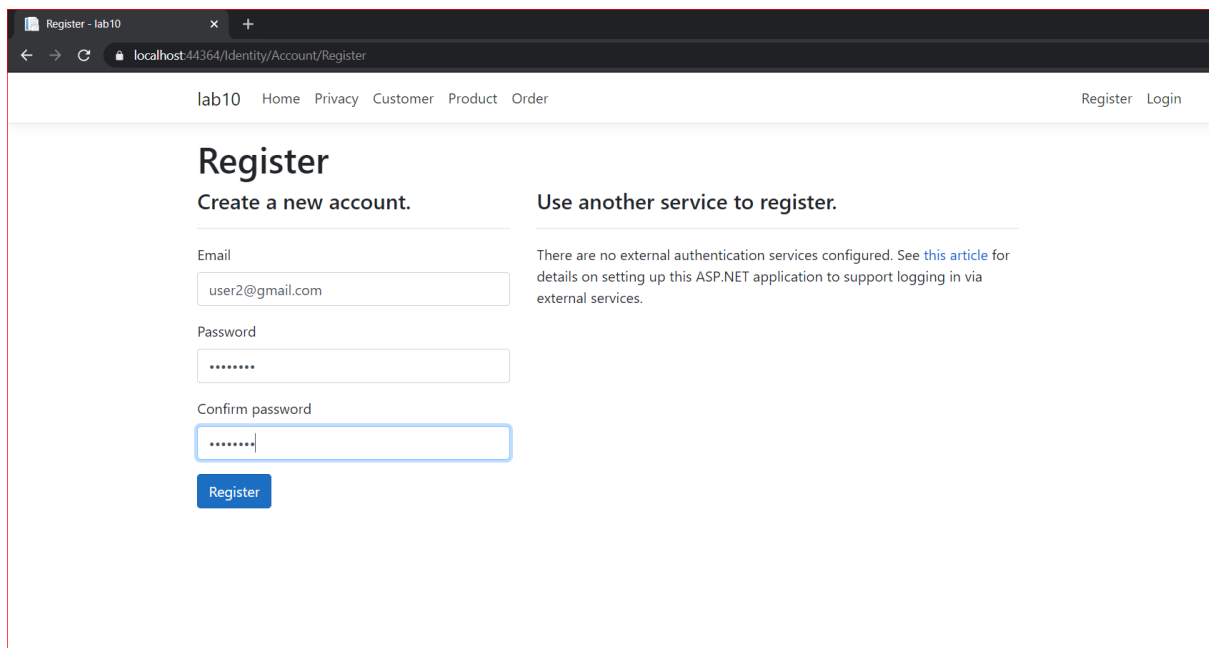 Register - lab10
localhost:44364/Identity/Account/Register
lab10 Home Privacy Customer Product Order Register Login
Register
Create a new account.
Use another service to register.
Email
user2@gmail.com
There are no external authentication services configured. See this article for
details on setting up this ASP.NET application to support logging in via
external services.
Password
••••••••
Confirm password
••••••••
Register